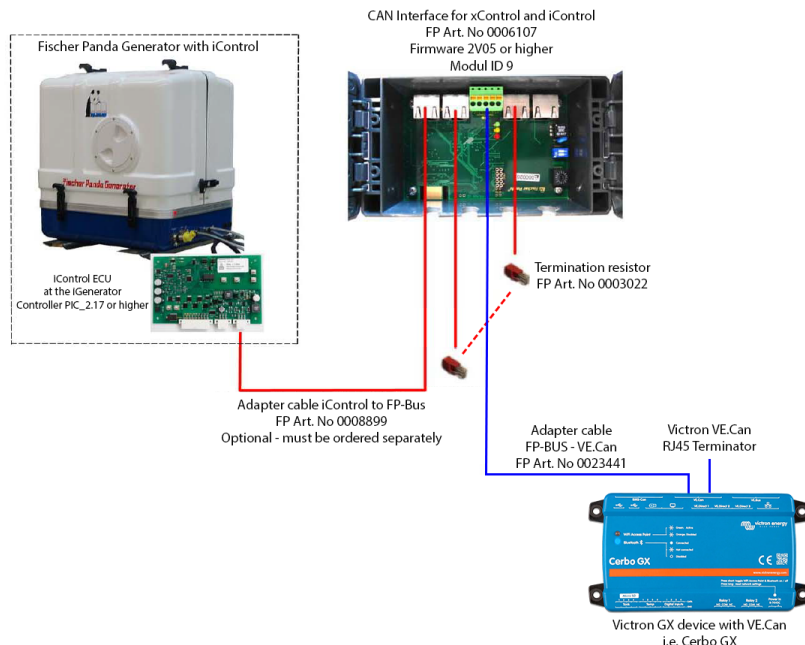 CAN Interface for xControl and iControl
FP Art. No 0006107
Firmware 2V05 or higher
Modul ID 9
Fischer Panda Generator with iControl
Fischer Panda Generator
iControl ECU
at the iGenerator
Controller PIC_2.17 or higher
Termination resistor
FP Art. No 0003022
Adapter cable iControl to FP-Bus
FP Art. No 0008899
Optional - must be ordered separately
Adapter cable
FP-BUS - VE.Can
FP Art. No 0023441
Victron VE.Can
RJ45 Terminator
victron energy
Cerbo GX
Victron GX device with VE.Can
i.e. Cerbo GX